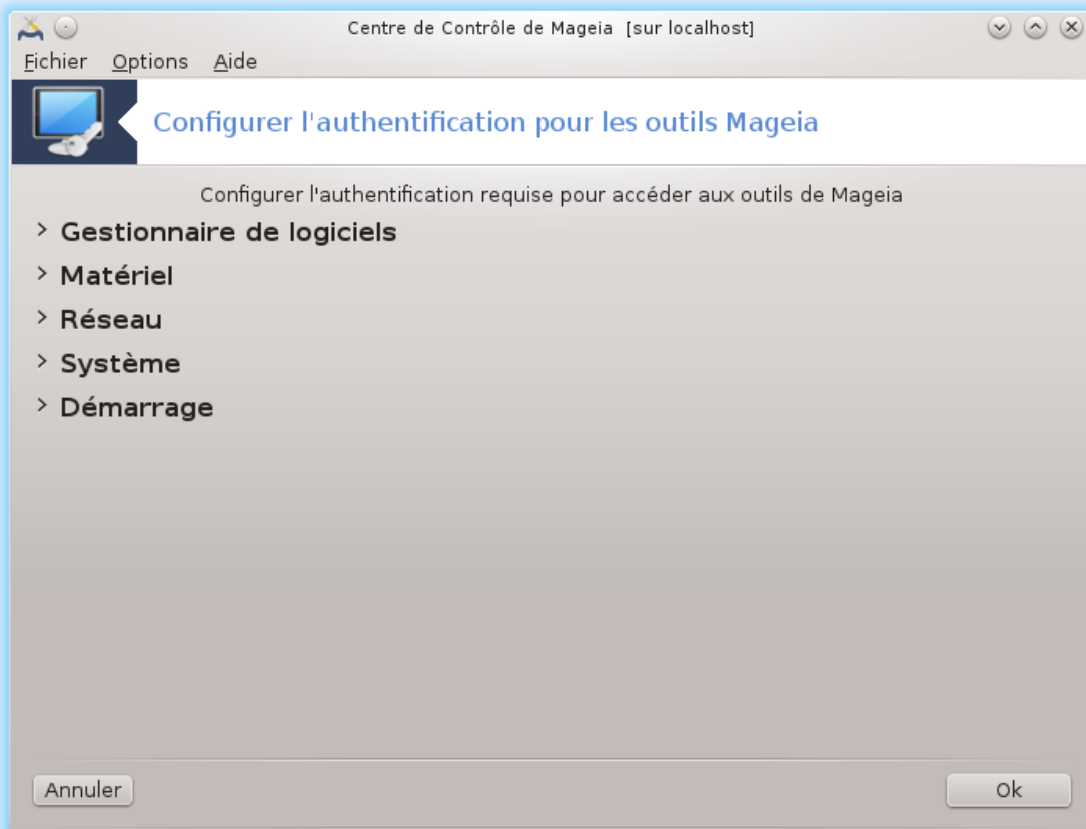 Centre de Contrôle de Mageia [sur localhost]
Fichier Options Aide
Configurer l'authentification pour les outils Mageia
Configurer l'authentification requise pour accéder aux outils de Mageia
> Gestionnaire de logiciels
> Matériel
> Réseau
> Système
> Démarrage
Annuler Ok